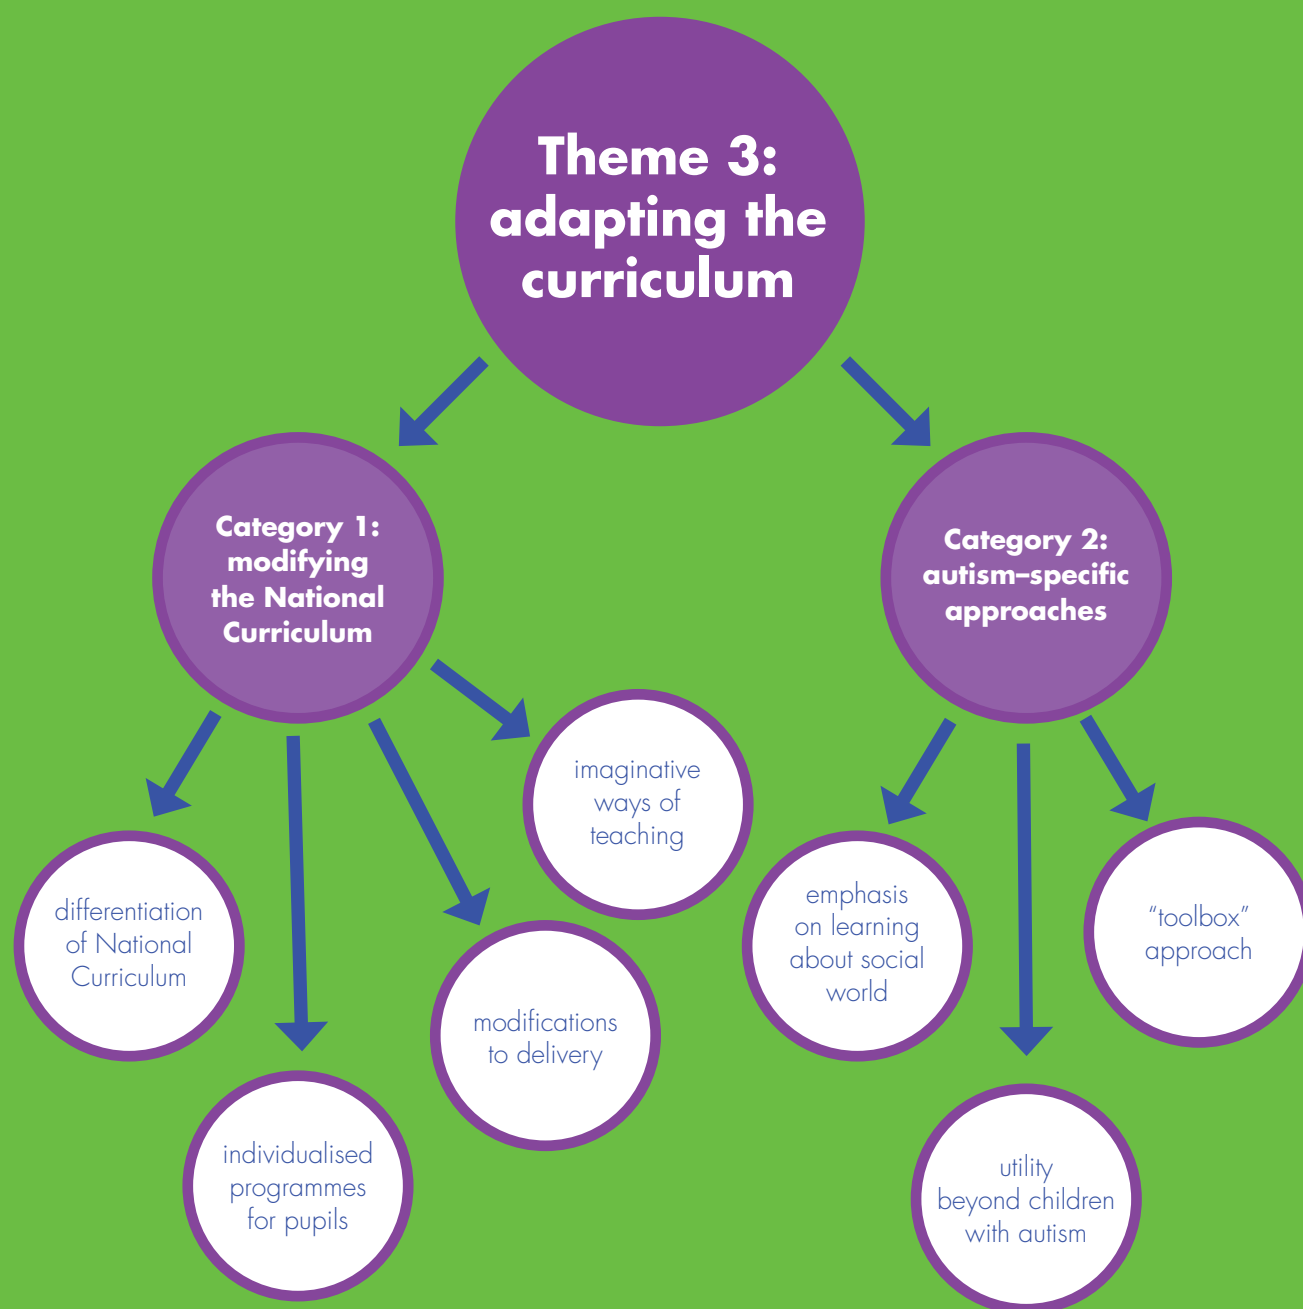 Theme 3:
adapting the
curriculum
Category 1:
modifying
the National
Curriculum
Category 2:
autism–specific
approaches
imaginative
ways of
teaching
differentiation
of National
Curriculum
emphasis
on learning
about social
world
“toolbox”
approach
modifications
to delivery
individualised
programmes
for pupils
utility
beyond children
with autism